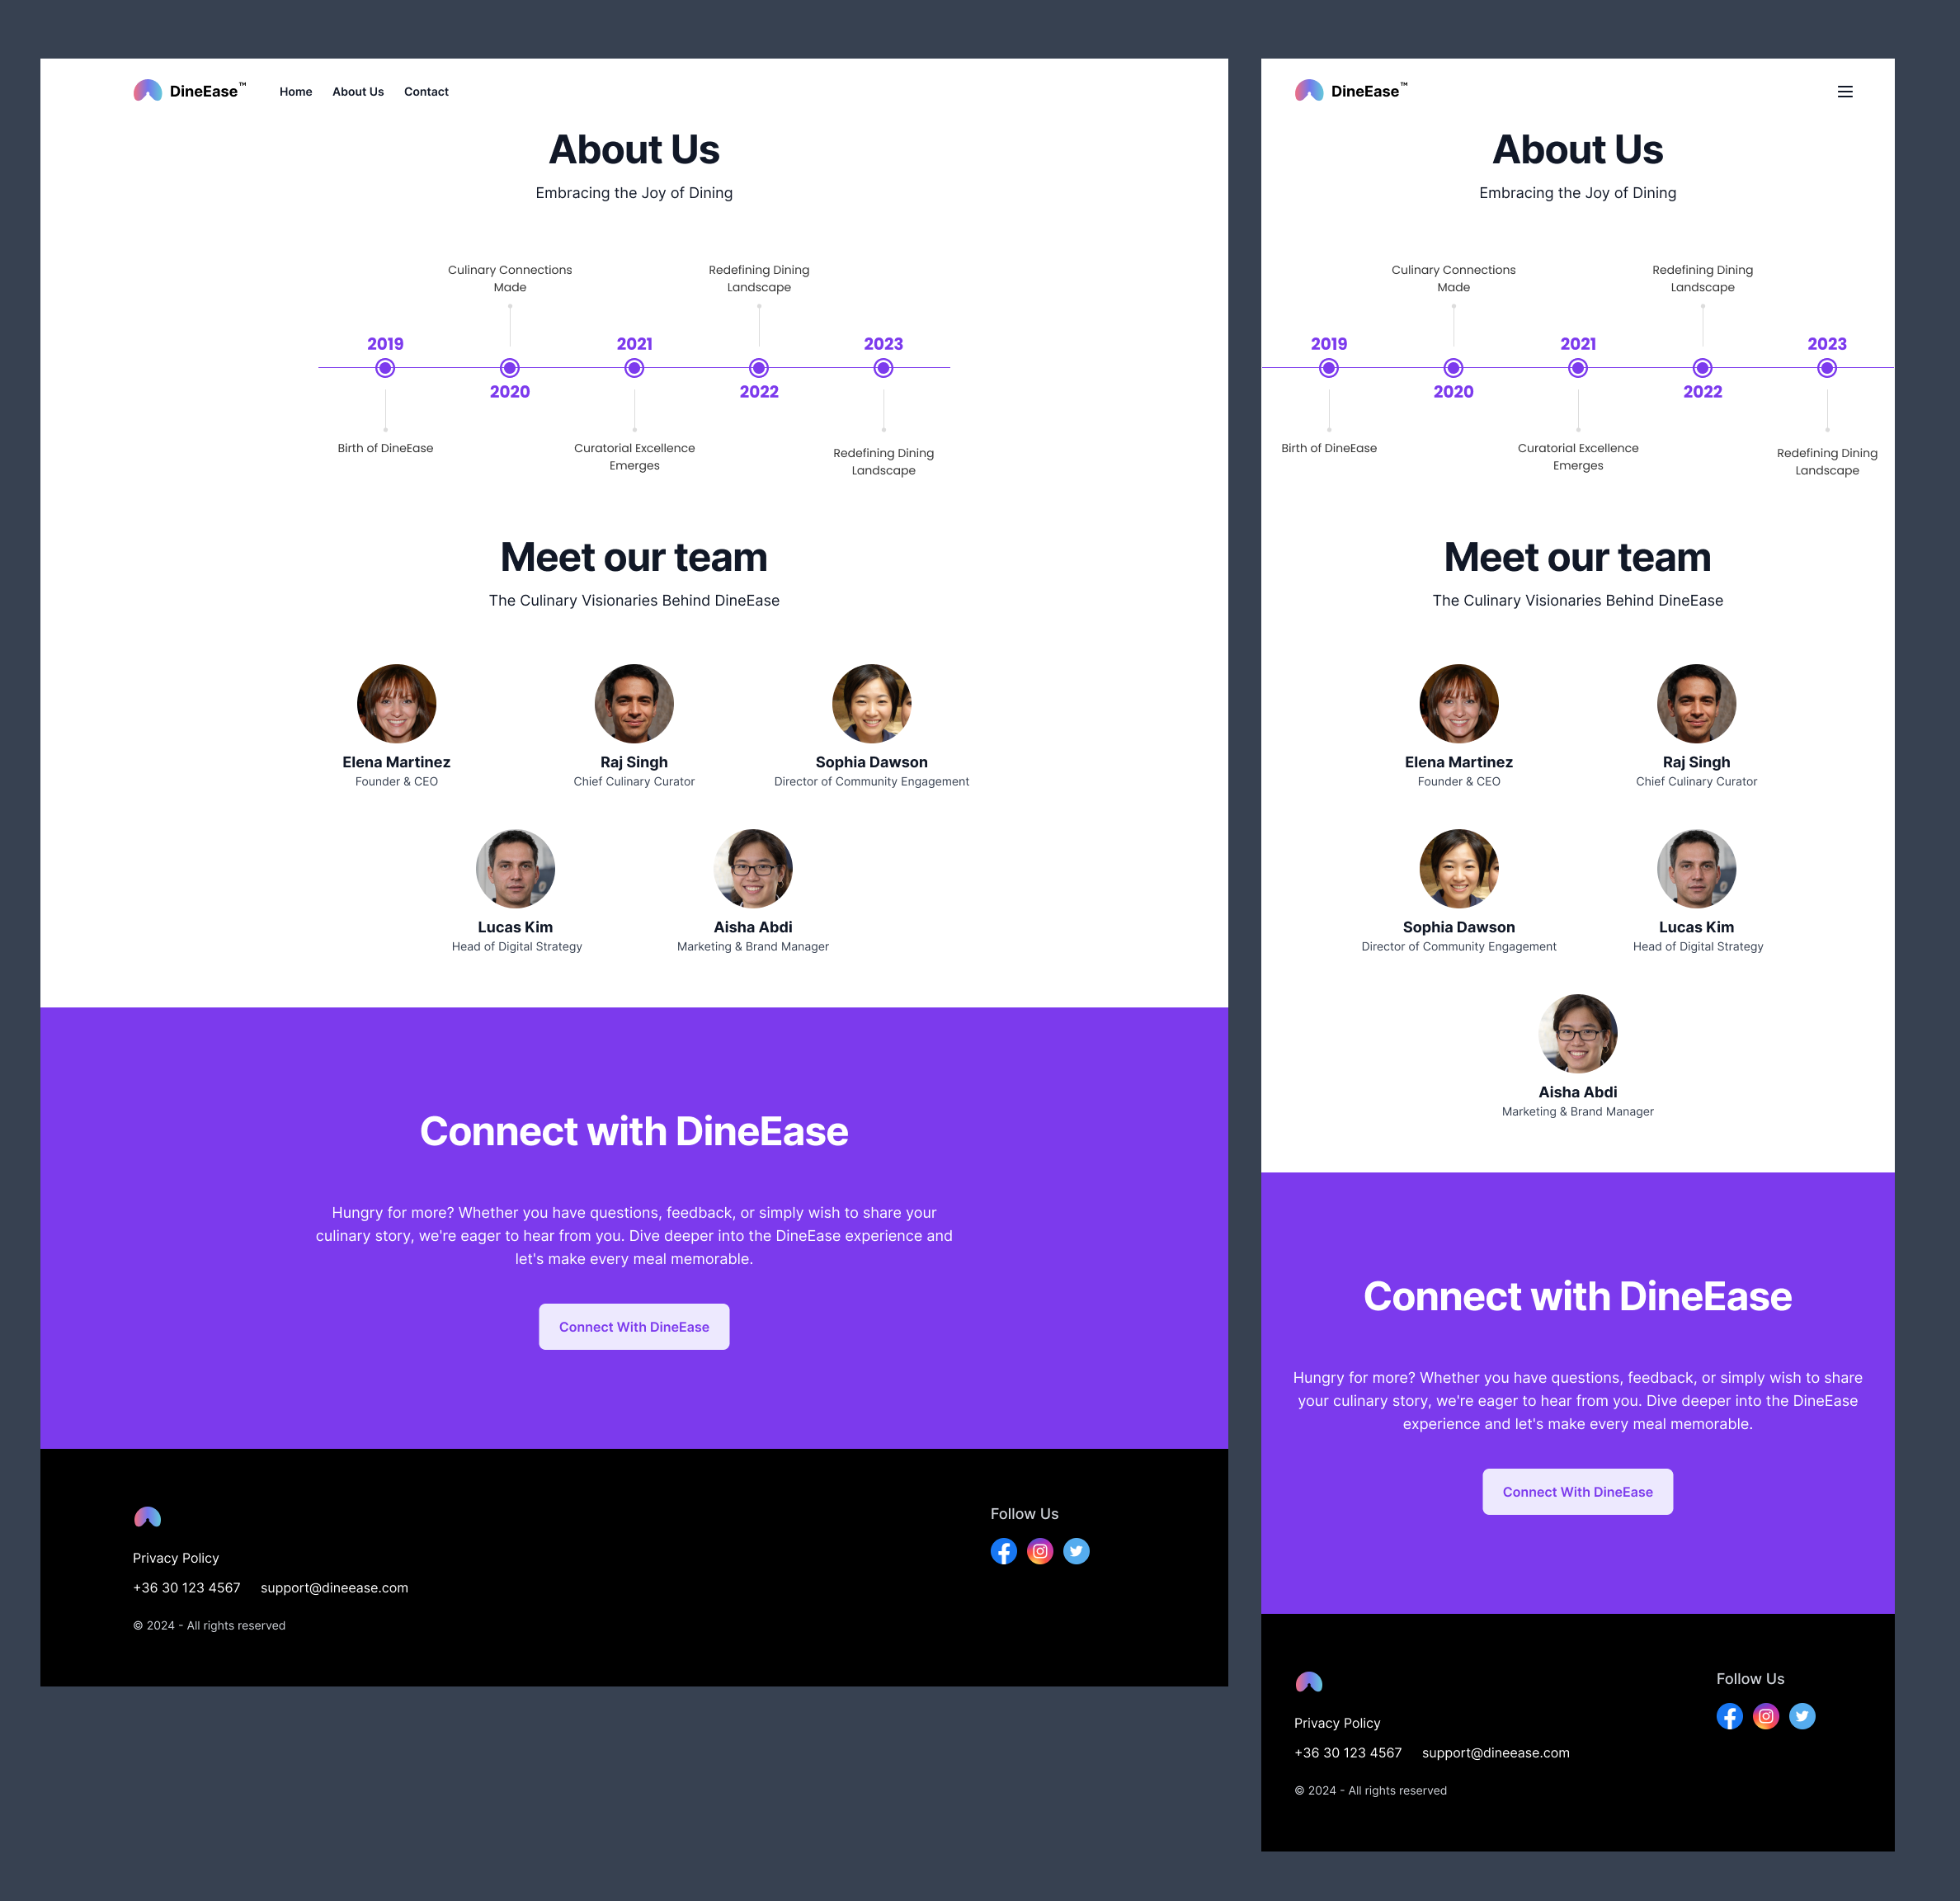 DineEase™
Home About Us Contact
About Us
Embracing the Joy of Dining
Culinary Connections
Made
Redefining Dining
Landscape
2019
2021
2023
2020
2022
Birth of DineEase
Curatorial Excellence
Emerges
Redefining Dining
Landscape
Meet our team
The Culinary Visionaries Behind DineEase
Elena Martinez
Founder & CEO
Raj Singh
Chief Culinary Curator
Sophia Dawson
Director of Community Engagement
Lucas Kim
Head of Digital Strategy
Aisha Abdi
Marketing & Brand Manager
Connect with DineEase
Hungry for more? Whether you have questions, feedback, or simply wish to share your
culinary story, we're eager to hear from you. Dive deeper into the DineEase experience and
let's make every meal memorable.
Connect With DineEase
Privacy Policy
+36 30 123 4567 support@dineease.com
© 2024 - All rights reserved
Follow Us
DineEase™
About Us
Embracing the Joy of Dining
Culinary Connections
Made
Redefining Dining
Landscape
2019
2021
2023
2020
2022
Birth of DineEase
Curatorial Excellence
Emerges
Redefining Dining
Landscape
Meet our team
The Culinary Visionaries Behind DineEase
Elena Martinez
Founder & CEO
Raj Singh
Chief Culinary Curator
Sophia Dawson
Director of Community Engagement
Lucas Kim
Head of Digital Strategy
Aisha Abdi
Marketing & Brand Manager
Connect with DineEase
Hungry for more? Whether you have questions, feedback, or simply wish to share
your culinary story, we're eager to hear from you. Dive deeper into the DineEase
experience and let's make every meal memorable.
Connect With DineEase
Privacy Policy
+36 30 123 4567 support@dineease.com
© 2024 - All rights reserved
Follow Us